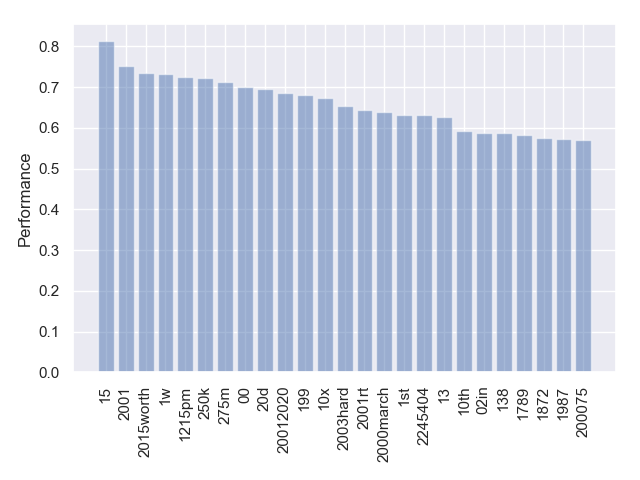 0.8
0.7
0.6
0.5
0.4
0.3
0.2
0.1
0.0
Performance
15
2001
2015worth
1w
1215pm
250k
275m
00
20d
20012020
199
10x
2003hard
2001rt
2000march
1st
2245404
13
10th
02in
138
1789
1872
1987
200075